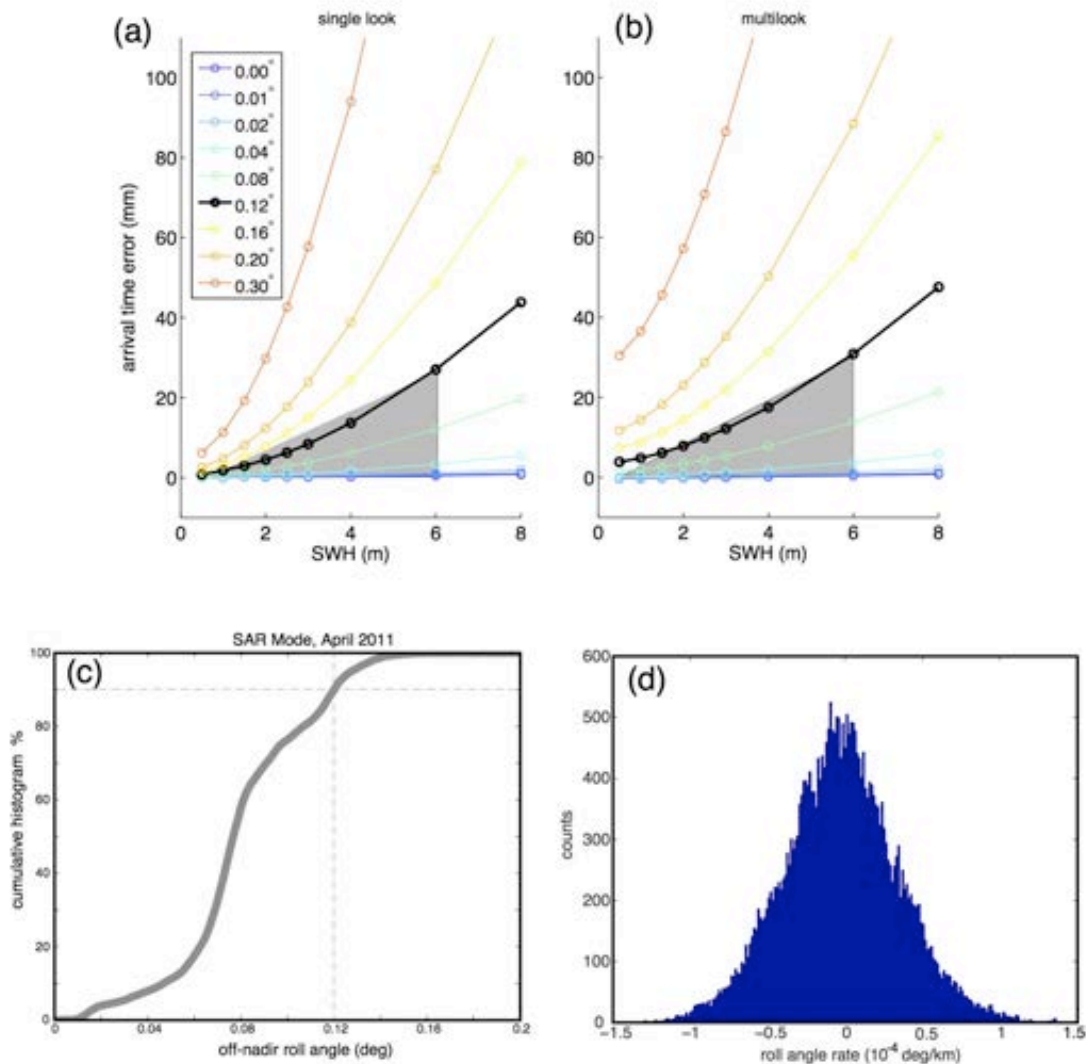 single look
(a)
0.00°
0.01°
0.02°
0.04°
0.08°
0.12°
0.16°
0.20°
0.30°
arrival time error (mm)
100
80
60
40
20
0
0 2 4 6 8
SWH (m)
multilook
(b)
100
80
60
40
20
0
0 2 4 6 8
SWH (m)
SAR Mode, April 2011
(c)
cumulative histogram %
100
80
60
40
20
0
0 0.04 0.08 0.12 0.16 0.2
off-nadir roll angle (deg)
(d)
counts
600
500
400
300
200
100
0
-1.5 -1 -0.5 0 0.5 1 1.5
roll angle rate (10-4 deg/km)